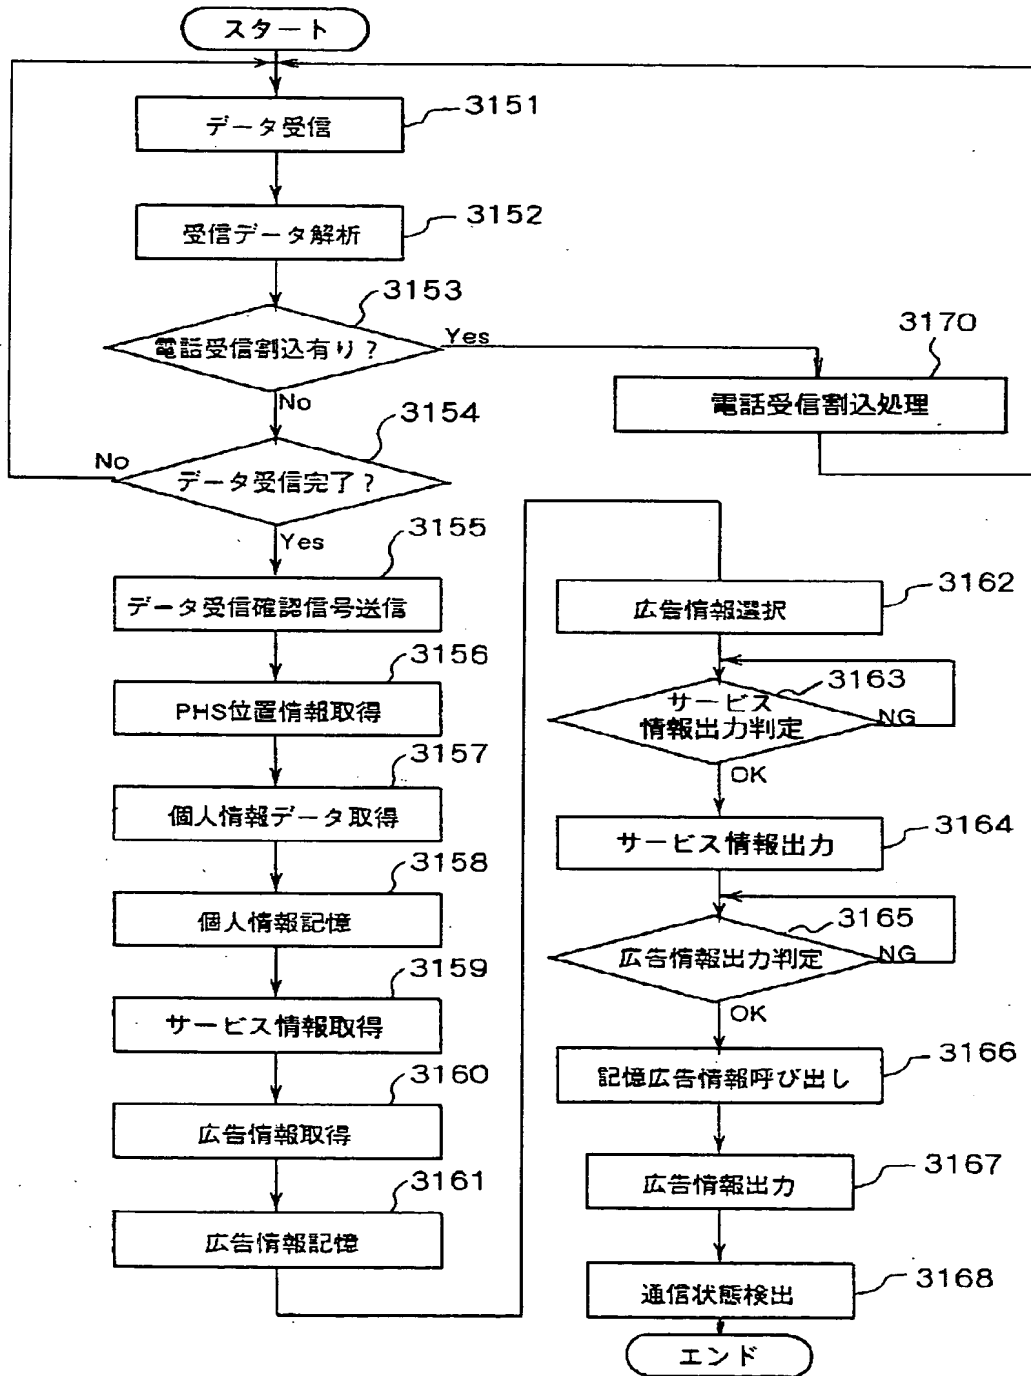 スタート
3151
データ受信
3152
受信データ解析
3153
電話受信割込有り？
Yes
No
3170
電話受信割込処理
3154
データ受信完了？
No
Yes
3155
データ受信確認信号送信
3156
PHS位置情報取得
3157
個人情報データ取得
3158
個人情報記憶
3159
サービス情報取得
3160
広告情報取得
3161
広告情報記憶
3162
広告情報選択
3163
サービス
情報出力判定
NG
OK
3164
サービス情報出力
3165
広告情報出力判定
NG
OK
3166
記憶広告情報呼び出し
3167
広告情報出力
3168
通信状態検出
エンド